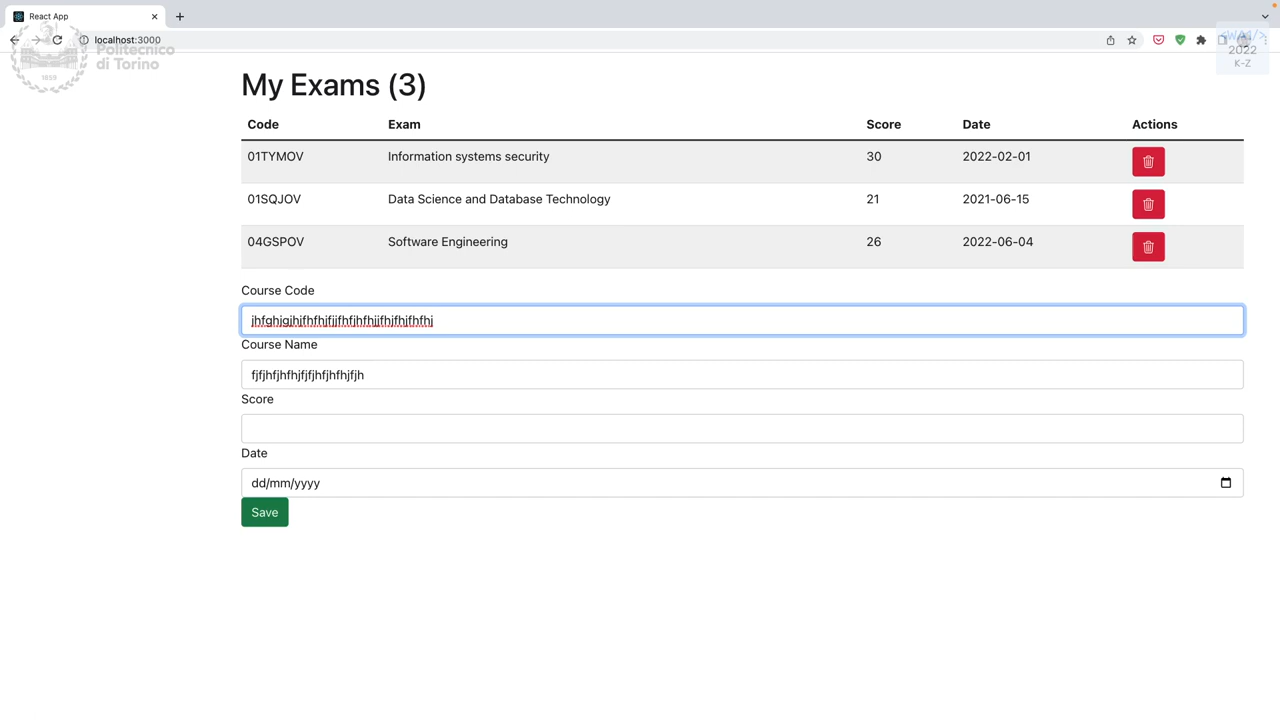 React App
localhost:3000
Politecnico
di Torino
1859
<WA1/>
2022
K-Z
My Exams (3)
Code Exam Score Date Actions
01TYMOV Information systems security 30 2022-02-01
01SQJOV Data Science and Database Technology 21 2021-06-15
04GSPOV Software Engineering 26 2022-06-04
Course Code
Course Name
fjfjhfjhfhjfjfjhfjhfhjfjh
Score
Date
dd/mm/yyyy
Save